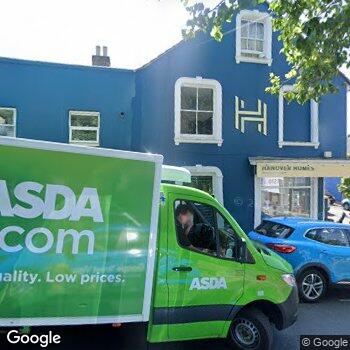 H
HANOVER HOMES
ASDA
.com
uality. Low prices.
ASDA
Google
© Google